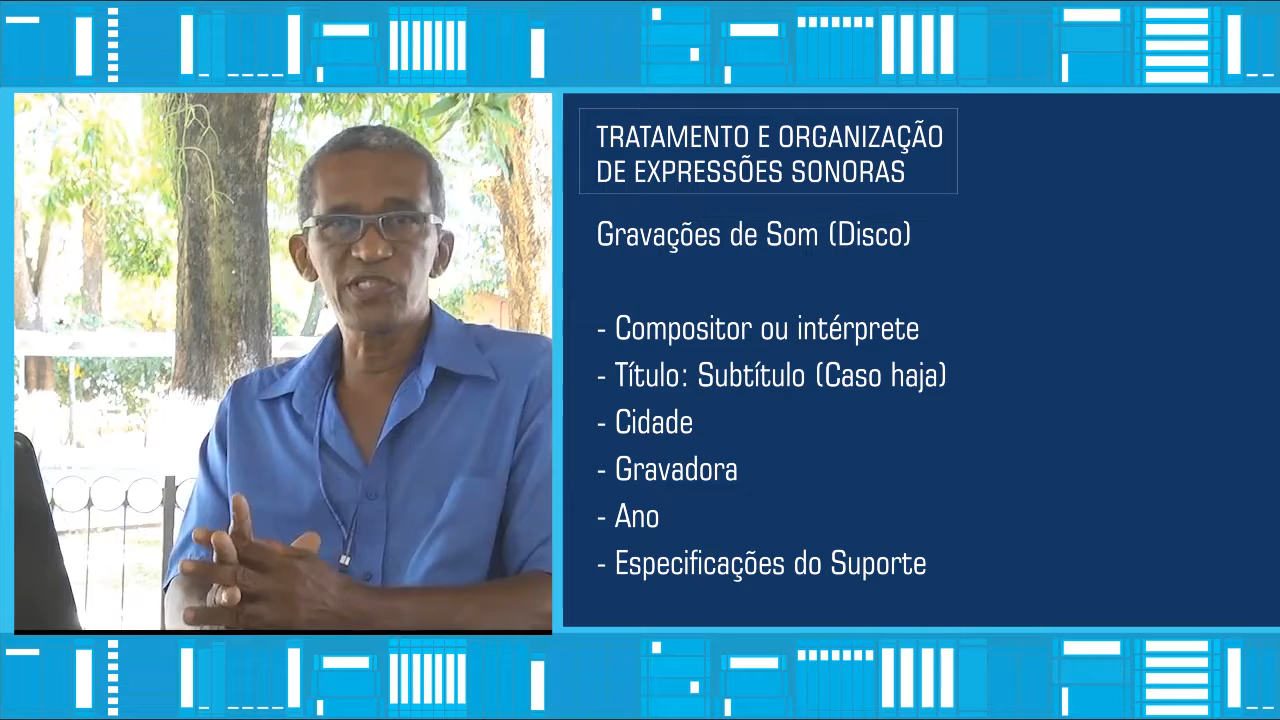 TRATAMENTO E ORGANIZAÇÃO
DE EXPRESSÕES SONORAS
Gravações de Som (Disco)
- Compositor ou intérprete
- Título: Subtítulo (Caso haja)
- Cidade
- Gravadora
- Ano
- Especificações do Suporte